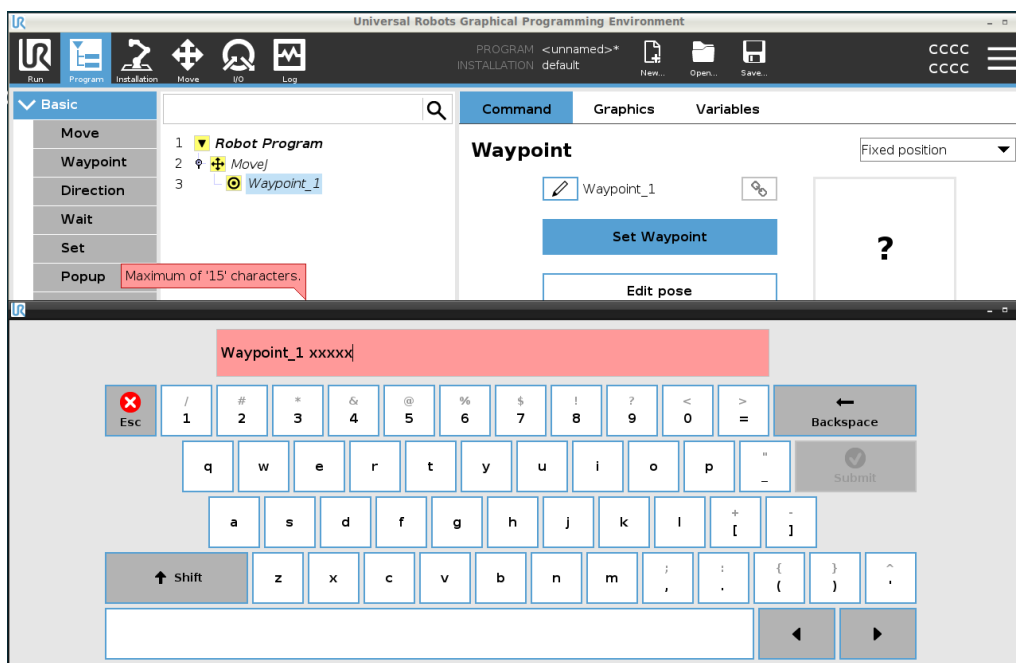 UR Universal Robots Graphical Programming Environment
UR
PROGRAM <unnamed>*
INSTALLATION default
CCCC
CCCC
Run Program Installation Move I/O Log New... Open... Save...
Basic
Command Graphics Variables
Move
1 Robot Program
Waypoint
Fixed position
Waypoint
2 MoveJ
Direction
3 Waypoint_1
Waypoint_1
Wait
Set Waypoint
Set
?
Popup
Maximum of '15' characters.
Edit pose
UR
Waypoint_1 xxxxx
Esc / 1 # 2 * 3 & 4 @ 5 % 6 $ 7 ! 8 ? 9 < 0 > = Backspace
q w e r t y u i o p " _ Submit
a s d f g h j k l + [ - ]
Shift z x c v b n m ; , : . { ( } ) ^ '